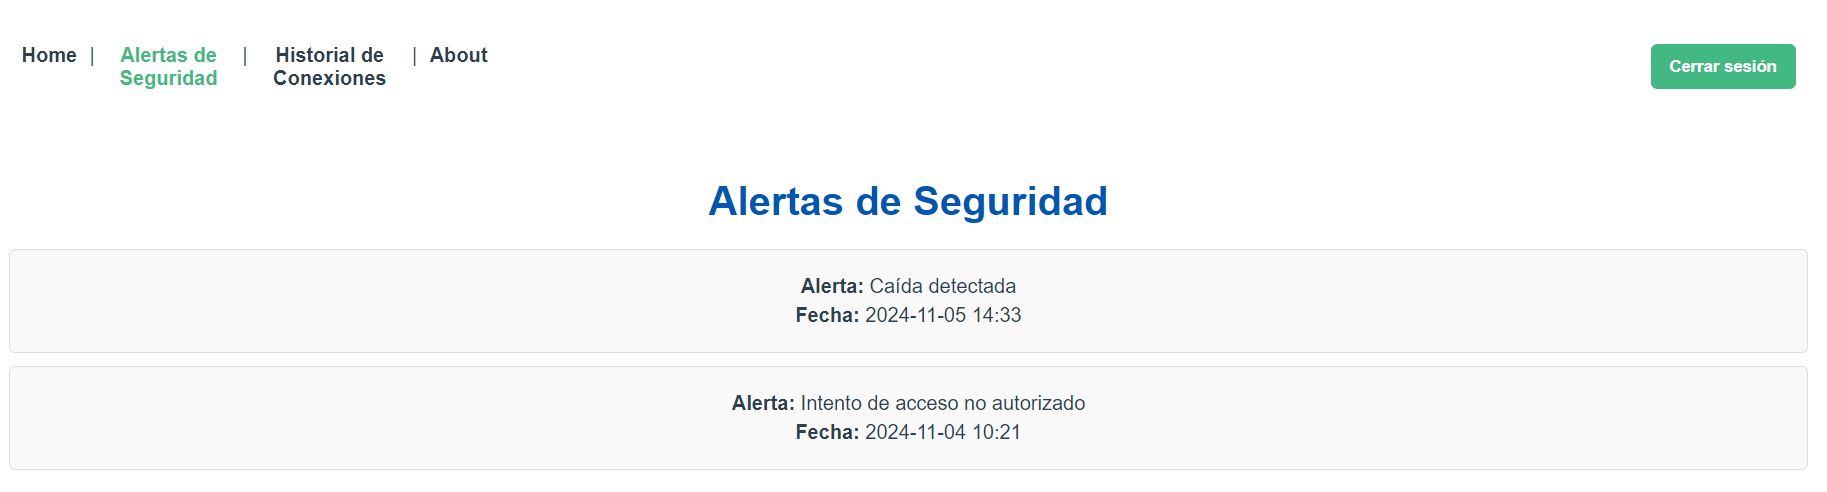 Home | Alertas de Seguridad | Historial de Conexiones | About
Cerrar sesión
Alertas de Seguridad
Alerta: Caída detectada
Fecha: 2024-11-05 14:33
Alerta: Intento de acceso no autorizado
Fecha: 2024-11-04 10:21